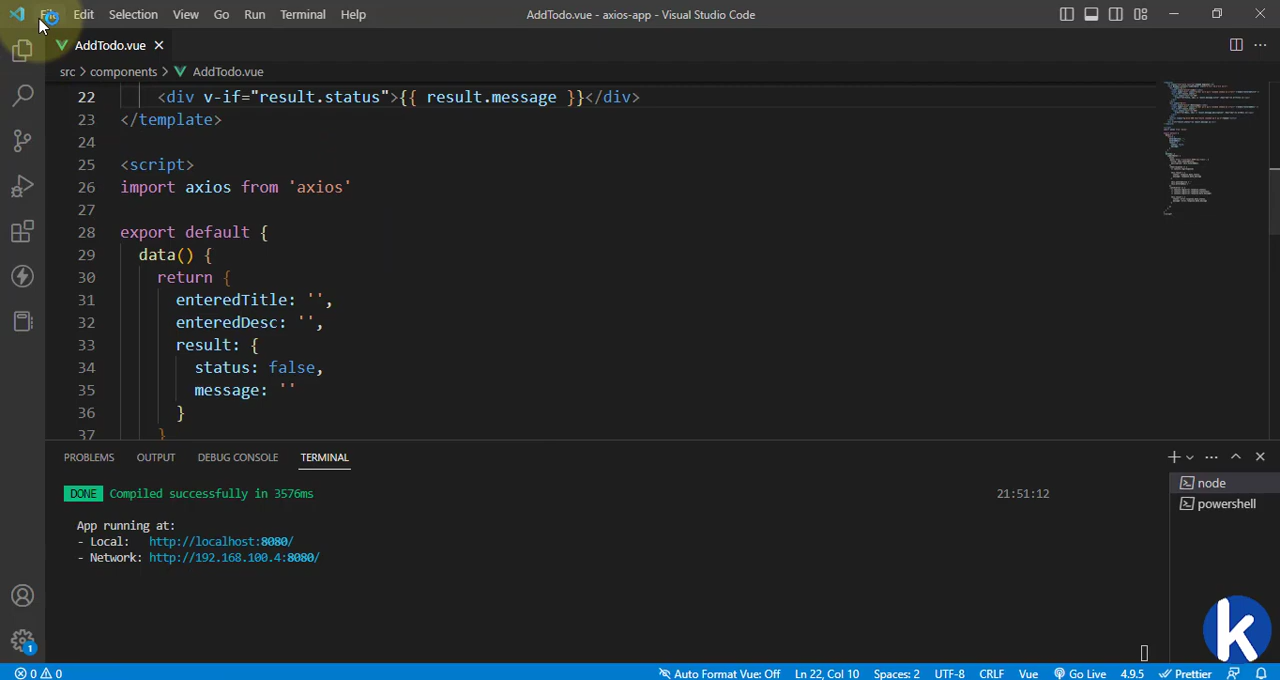 File Edit Selection View Go Run Terminal Help AddTodo.vue - axios-app - Visual Studio Code
AddTodo.vue
src > components > AddTodo.vue
22 <div v-if="result.status">{{ result.message }}</div>
23 </template>
24
25 <script>
26 import axios from 'axios'
27
28 export default {
29 data() {
30 return {
31 enteredTitle: '',
32 enteredDesc: '',
33 result: {
34 status: false,
35 message: ''
36 }
37 }
PROBLEMS OUTPUT DEBUG CONSOLE TERMINAL
node
powershell
DONE Compiled successfully in 3576ms 21:51:12
App running at:
- Local: http://localhost:8080/
- Network: http://192.168.100.4:8080/
k
1
0 0 Auto Format Vue: Off Ln 22, Col 10 Spaces: 2 UTF-8 CRLF Vue Go Live 4.9.5 Prettier